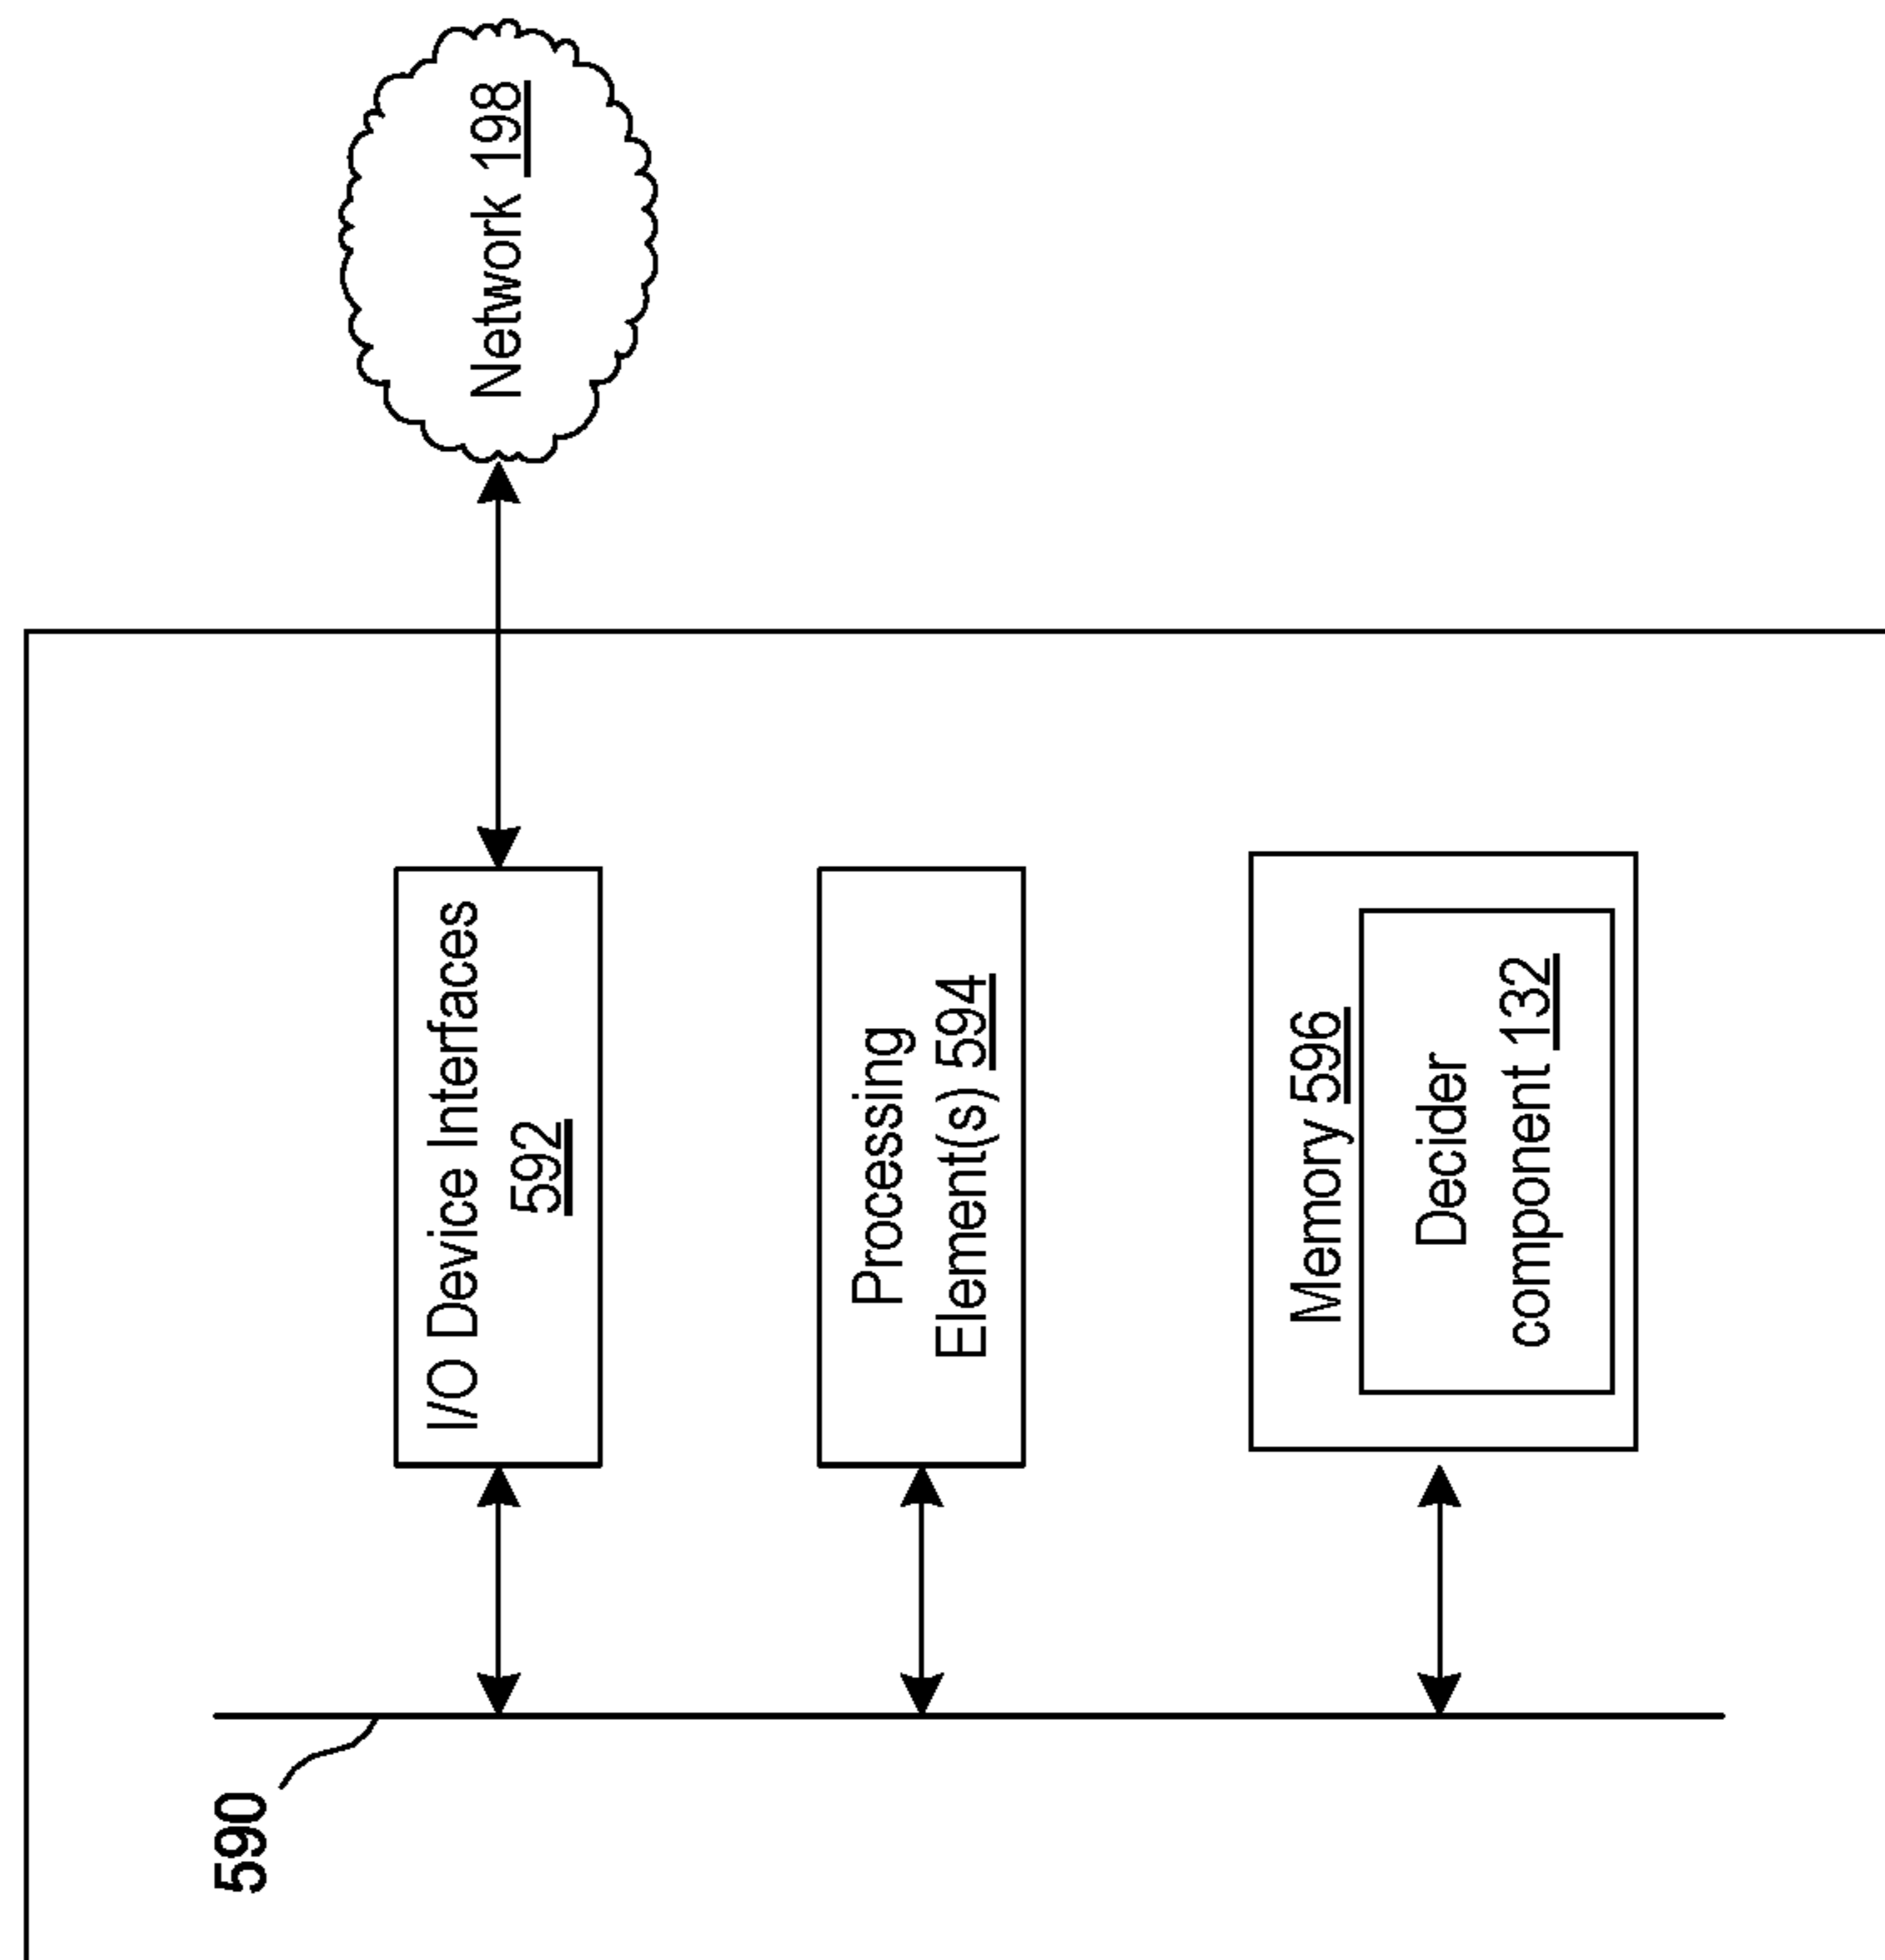 590
I/O Device Interfaces
592
Network 198
Processing
Element(s) 594
Memory 596
Decider
component 132